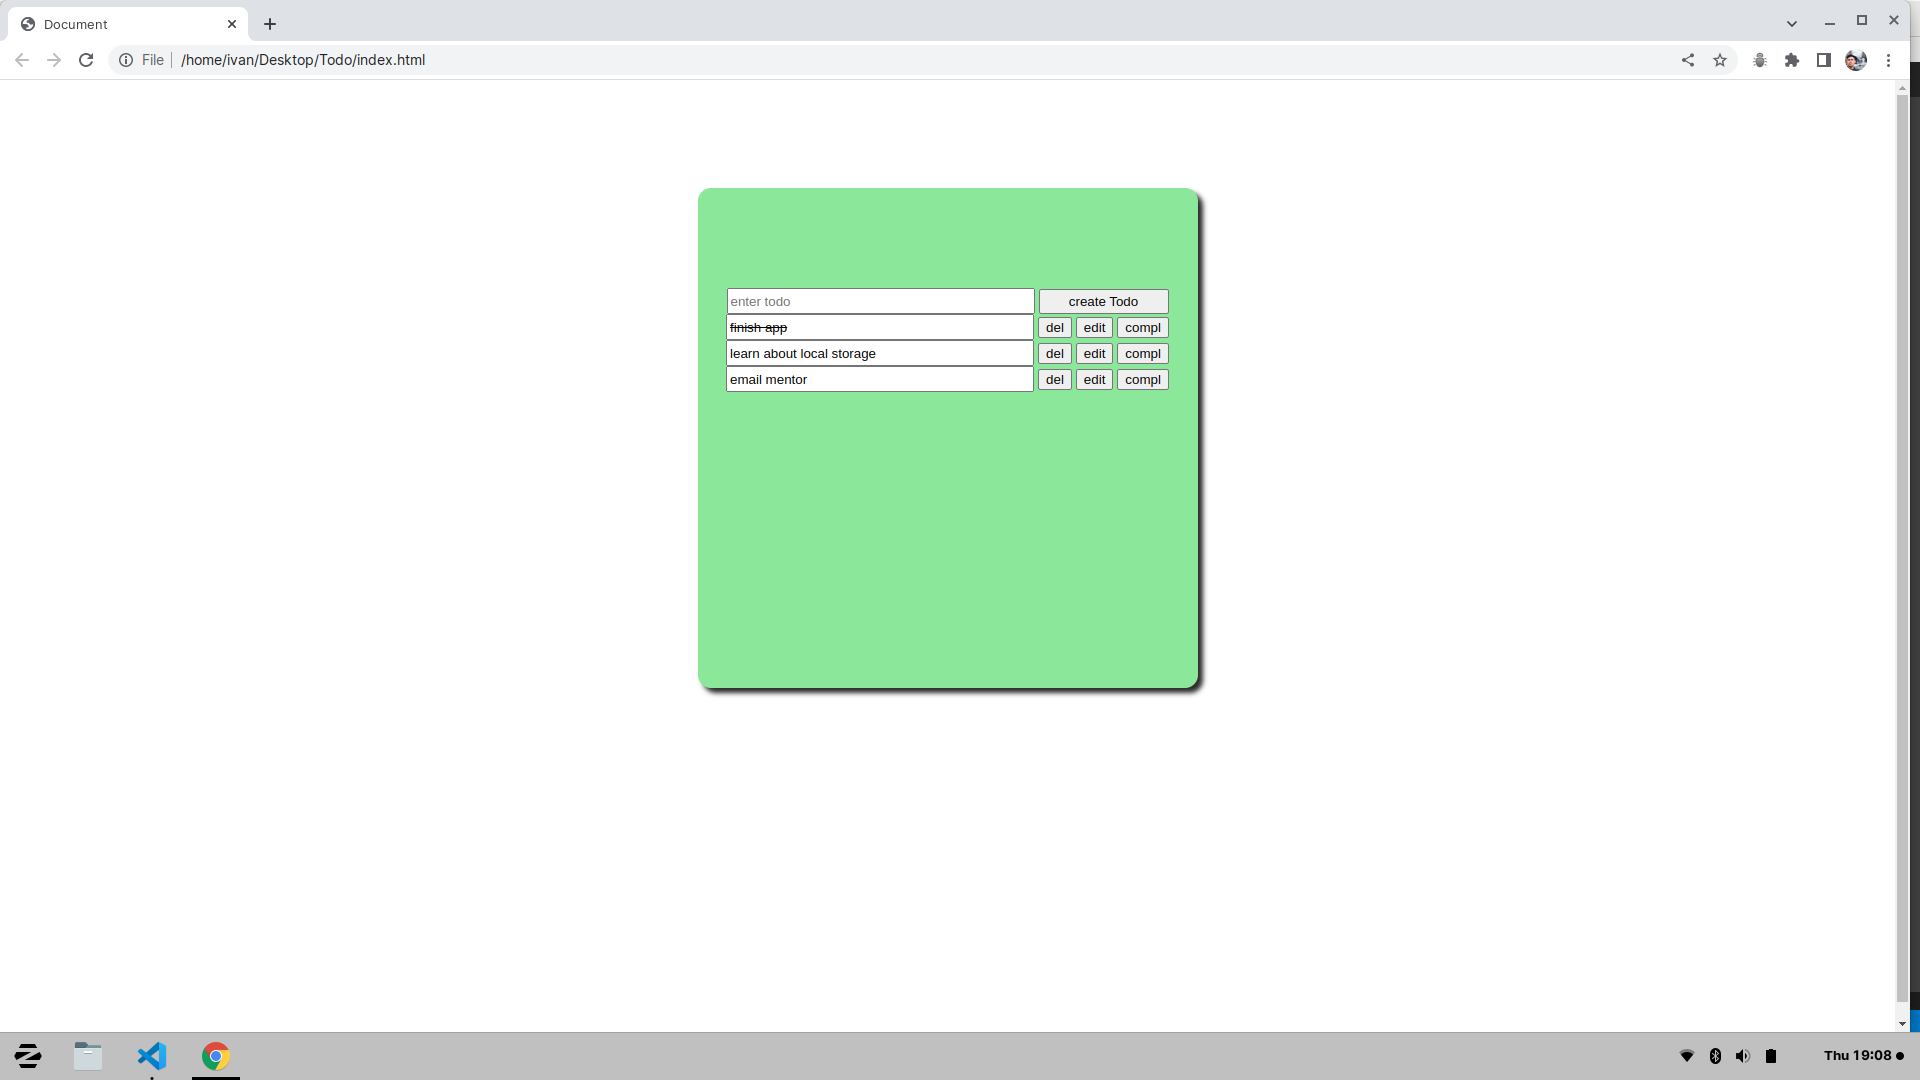 Document
File /home/ivan/Desktop/Todo/index.html
enter todo create Todo
finish app del edit compl
learn about local storage del edit compl
email mentor del edit compl
Thu 19:08